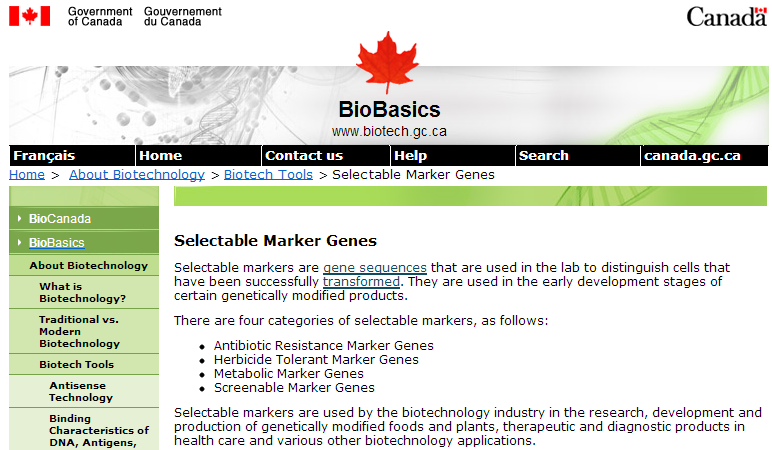 Government
of Canada
Gouvernement
du Canada
Canada
BioBasics
www.biotech.gc.ca
Français
Home
Contact us
Help
Search
canada.gc.ca
Home > About Biotechnology > Biotech Tools > Selectable Marker Genes
BioCanada
BioBasics
About Biotechnology
What is
Biotechnology?
Traditional vs.
Modern
Biotechnology
Biotech Tools
Antisense
Technology
Binding
Characteristics of
DNA, Antigens,
Selectable Marker Genes
Selectable markers are gene sequences that are used in the lab to distinguish cells that
have been successfully transformed. They are used in the early development stages of
certain genetically modified products.
There are four categories of selectable markers, as follows:
• Antibiotic Resistance Marker Genes
• Herbicide Tolerant Marker Genes
• Metabolic Marker Genes
• Screenable Marker Genes
Selectable markers are used by the biotechnology industry in the research, development and
production of genetically modified foods and plants, therapeutic and diagnostic products in
health care and various other biotechnology applications.